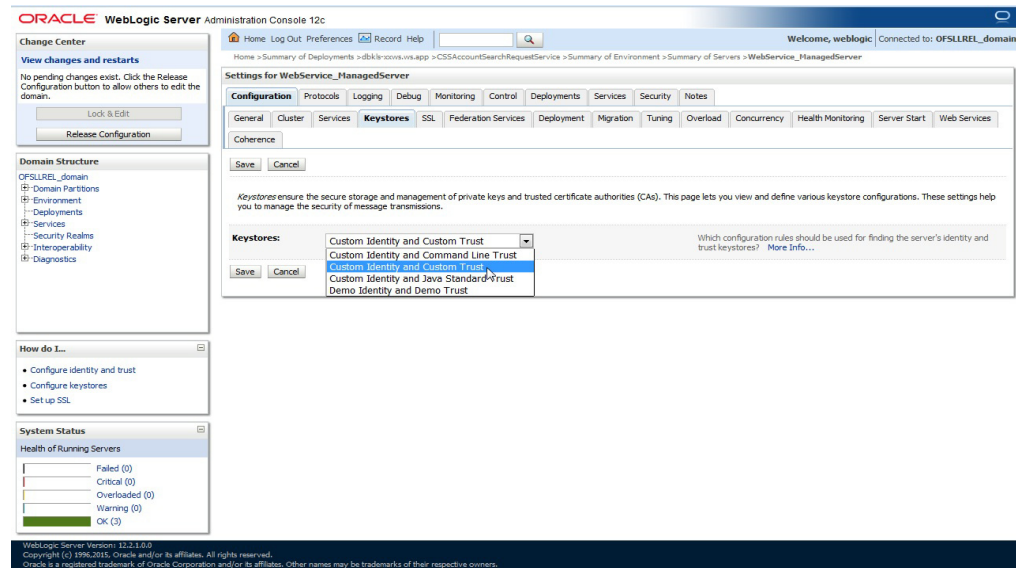 ORACLE WebLogic Server Administration Console 12c
Change Center
View changes and restarts
No pending changes exist. Click the Release
Configuration button to allow others to edit the
domain.
Lock & Edit
Release Configuration
Domain Structure
OFSLLREL_domain
Domain Partitions
Environment
Deployments
Services
Security Realms
Interoperability
Diagnostics
How do I...
Configure identity and trust
Configure keystores
Set up SSL
System Status
Health of Running Servers
Failed (0)
Critical (0)
Overloaded (0)
Warning (0)
OK (3)
Home Log Out Preferences Record Help
Welcome, weblogic Connected to: OFSLLREL_domain
Home >Summary of Deployments >dbkls-xxws.ws.app >CSSAccountSearchRequestService >Summary of Environment >Summary of Servers >WebService_ManagedServer
Settings for WebService_ManagedServer
Configuration Protocols Logging Debug Monitoring Control Deployments Services Security Notes
General Cluster Services Keystores SSL Federation Services Deployment Migration Tuning Overload Concurrency Health Monitoring Server Start Web Services
Coherence
Save Cancel
Keystores ensure the secure storage and management of private keys and trusted certificate authorities (CAs). This page lets you view and define various keystore configurations. These settings help
you to manage the security of message transmissions.
Keystores:
Custom Identity and Custom Trust
Custom Identity and Command Line Trust
Custom Identity and Custom Trust
Custom Identity and Java Standard Trust
Demo Identity and Demo Trust
Which configuration rules should be used for finding the server's identity and
trust keystores? More Info...
Save Cancel
WebLogic Server Version: 12.2.1.0.0
Copyright (c) 1996,2015, Oracle and/or its affiliates. All rights reserved.
Oracle is a registered trademark of Oracle Corporation and/or its affiliates. Other names may be trademarks of their respective owners.